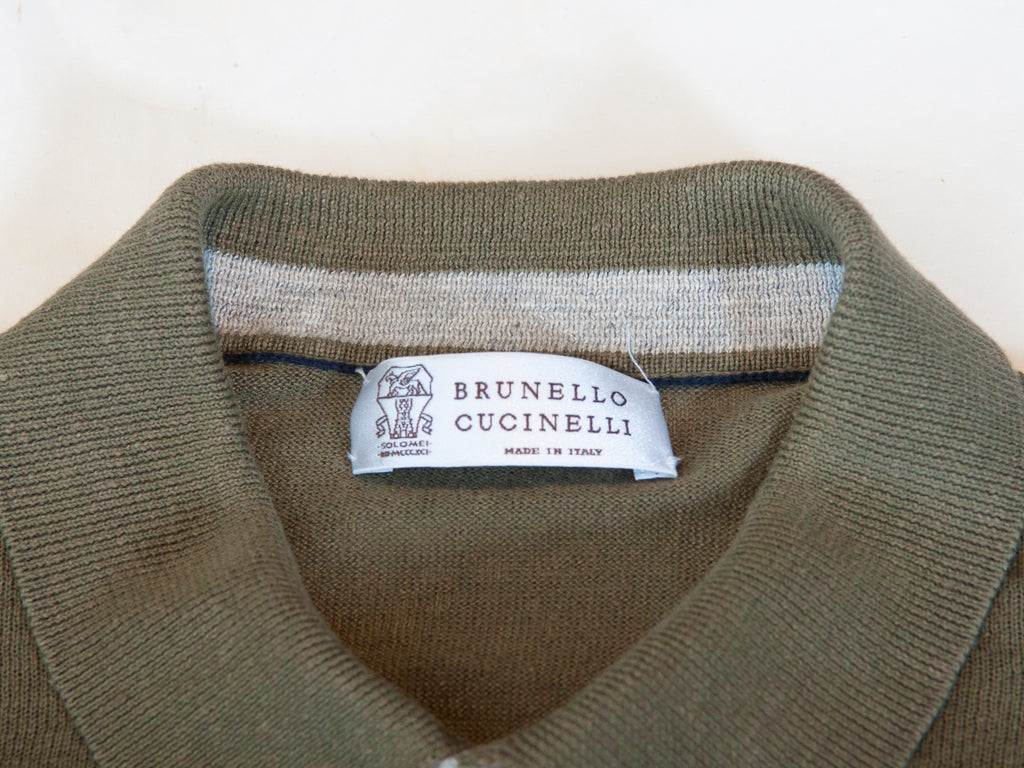 BRUNELLO
CUCINELLI
MADE IN ITALY
·SOLOMEI·